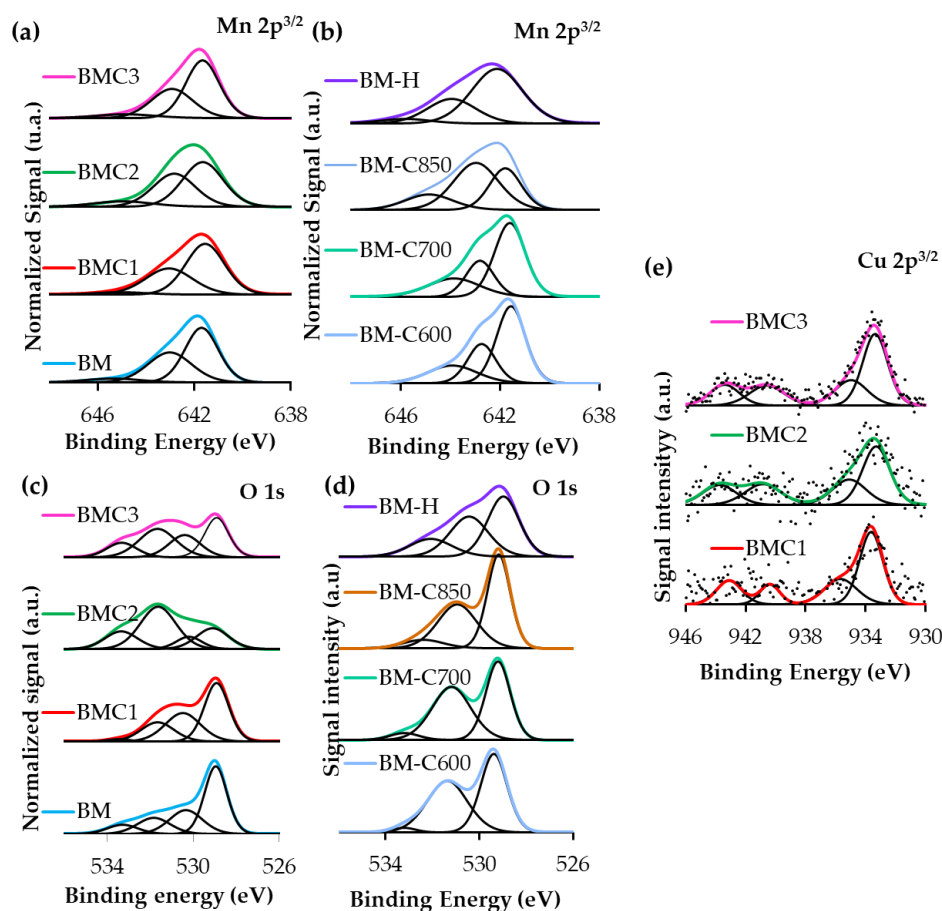 (a)
Mn 2p³/²
BMC3
BMC2
BMC1
BM
Normalized Signal (u.a.)
646 642 638
Binding Energy (eV)
(b)
Mn 2p³/²
BM-H
BM-C850
BM-C700
BM-C600
Normalized Signal (a.u.)
646 642 638
Binding Energy (eV)
(c)
O 1s
BMC3
BMC2
BMC1
BM
Normalized signal (a.u.)
534 530 526
Binding energy (eV)
(d)
O 1s
BM-H
BM-C850
BM-C700
BM-C600
Signal intensity (a.u)
534 530 526
Binding Energy (eV)
(e)
Cu 2p³/²
BMC3
BMC2
BMC1
Signal intensityy (a.u.)
946 942 938 934 930
Binding Energy (eV)